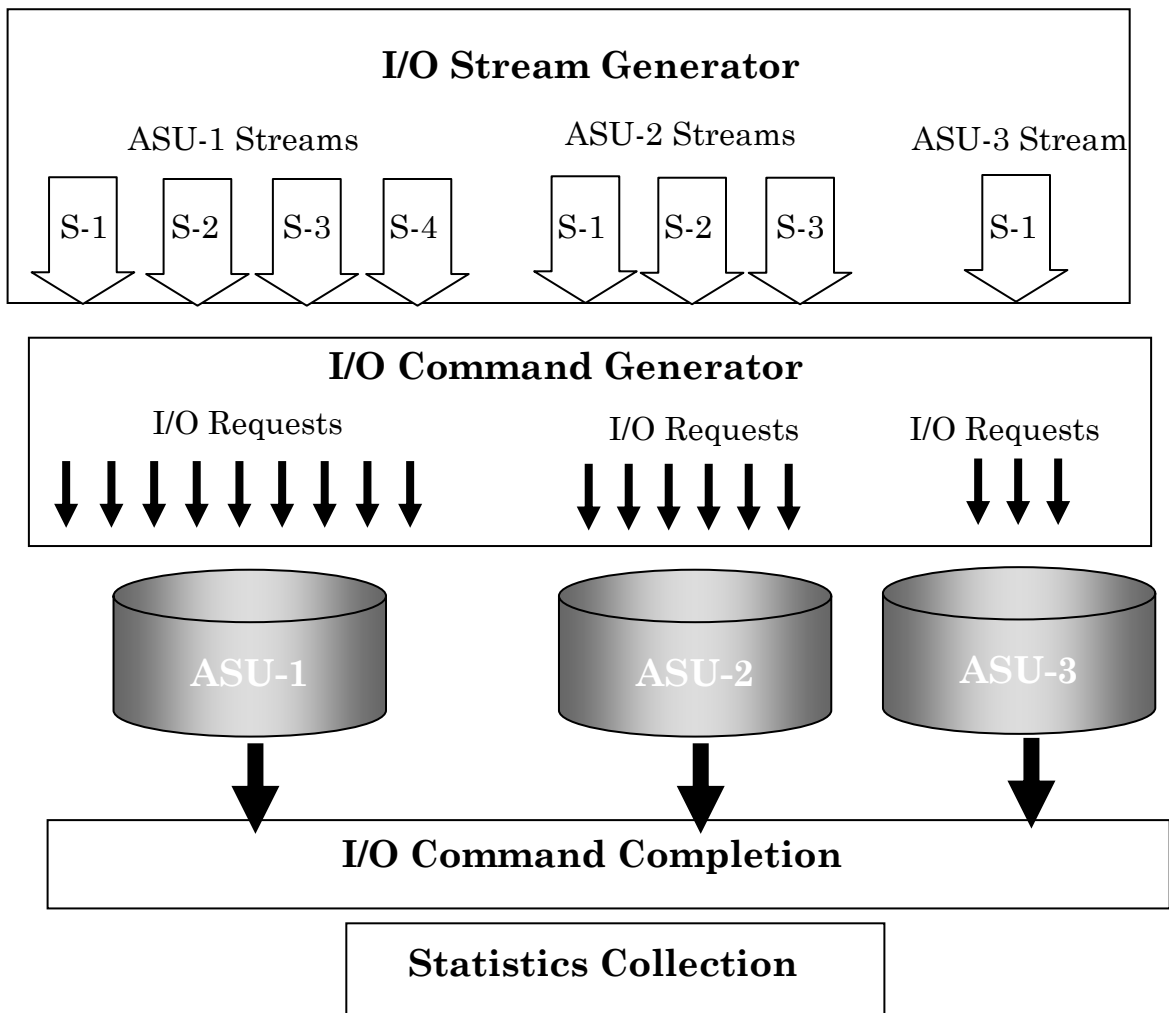 I/O Stream Generator
ASU-1 Streams
ASU-2 Streams
ASU-3 Stream
S-1
S-2
S-3
S-4
S-1
S-2
S-3
S-1
I/O Command Generator
I/O Requests
I/O Requests
I/O Requests
ASU-1
ASU-2
ASU-3
I/O Command Completion
Statistics Collection